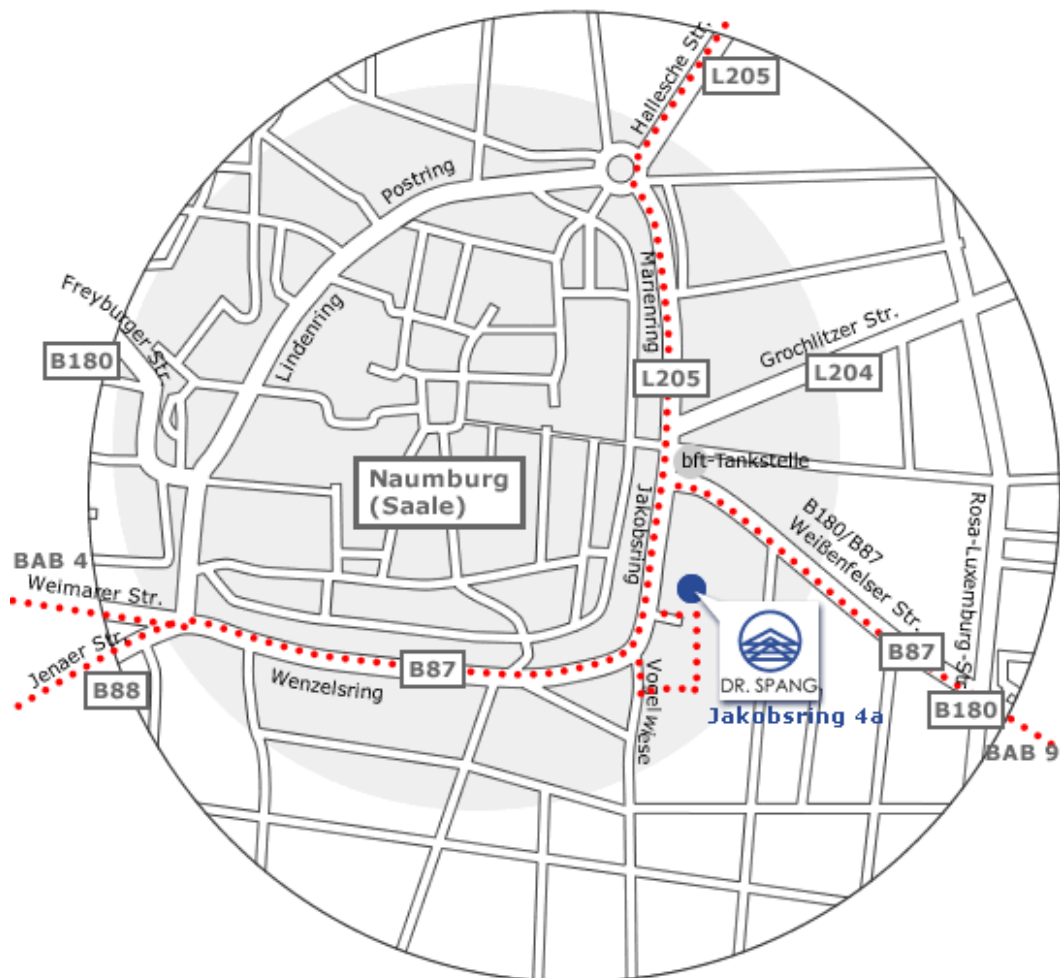 Hallesche Str.
L205
Postring
Freyburger Str.
B180
Lindenring
Marienring
L205
Grochlitzer Str.
L204
bft-Tankstelle
Naumburg
(Saale)
Jakobsring
B180/B87
Weißenfelser Str.
Rosa-Luxemburg-Str.
BAB 4
Weimarer Str.
Jenaer Str.
B88
Wenzelsring
B87
Vogelwiese
DR. SPANG
Jakobsring 4a
B87
B180
BAB 9